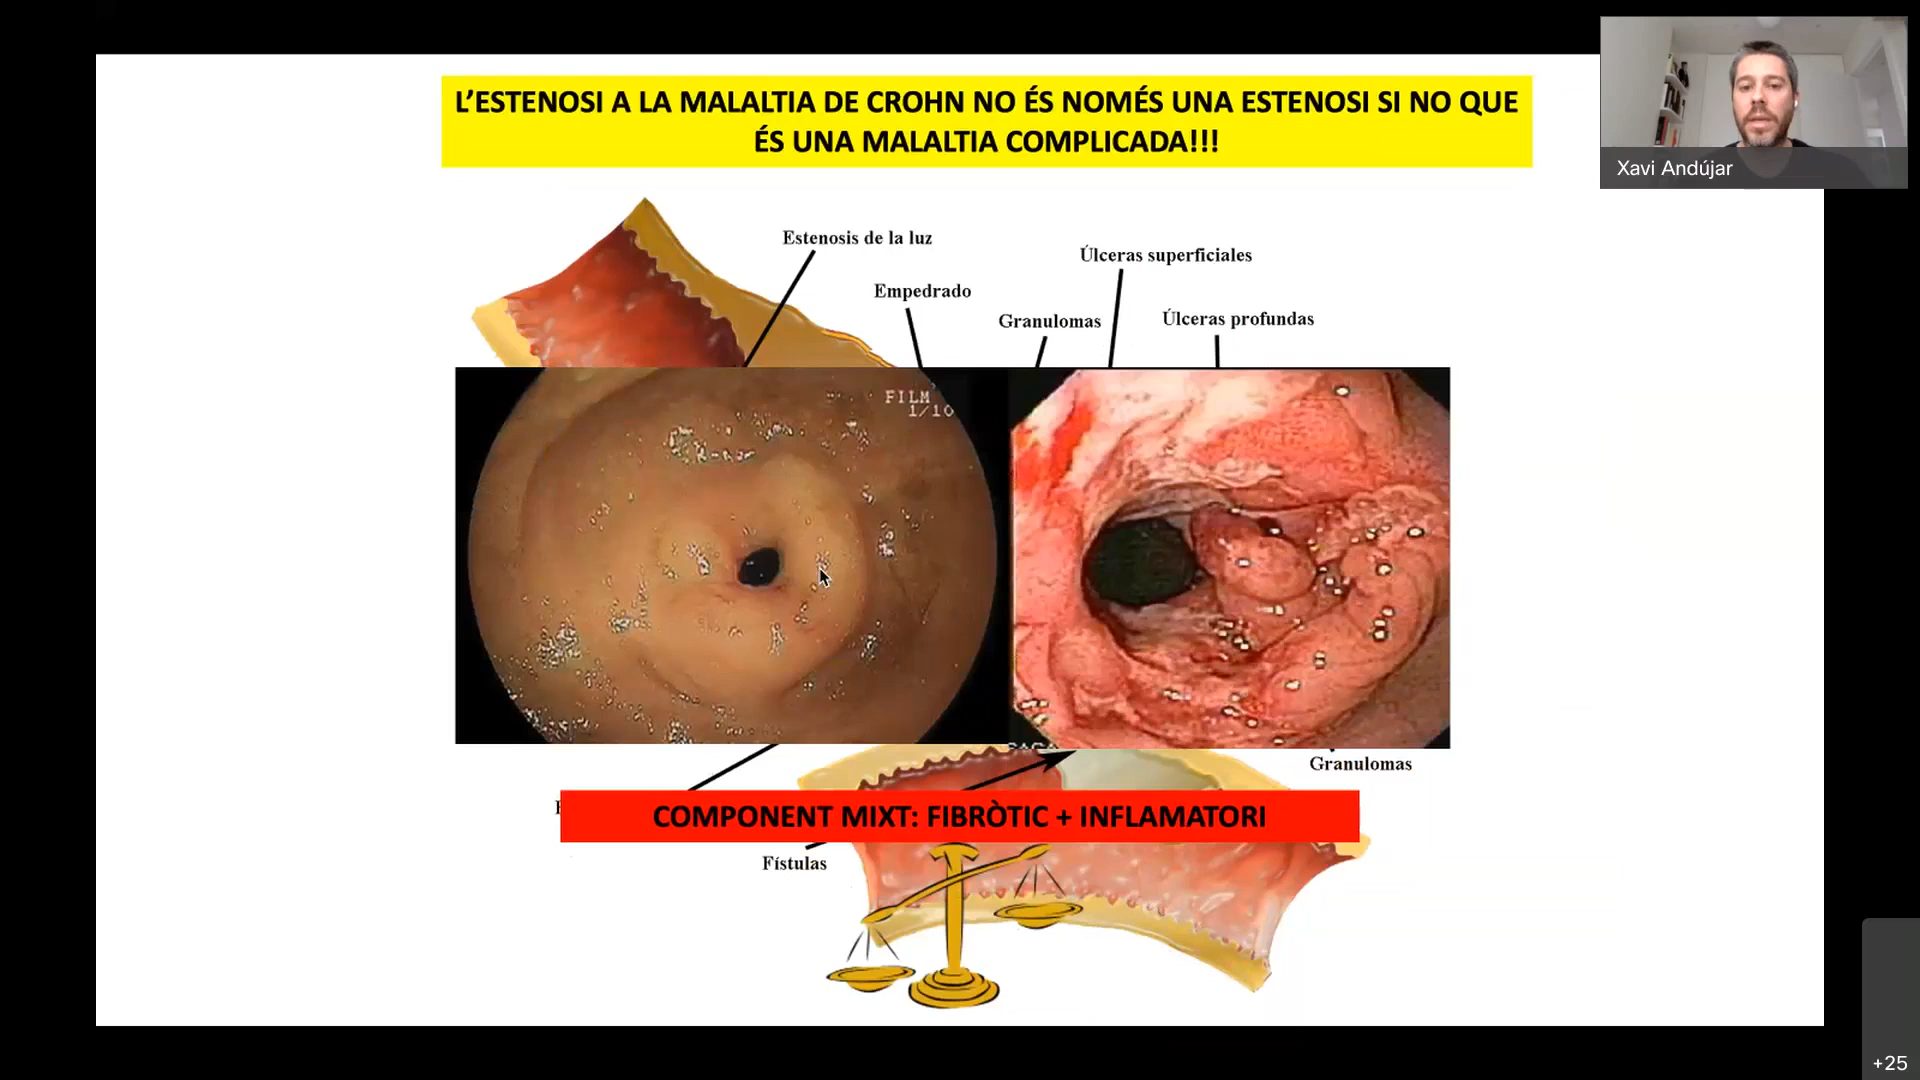 L'ESTENOSI A LA MALALTIA DE CROHN NO ÉS NOMÉS UNA ESTENOSI SI NO QUE
ÉS UNA MALALTIA COMPLICADA!!!
Xavi Andújar
Estenosis de la luz
Úlceras superficiales
Empedrado
Granulomas
Úlceras profundas
FILM
1/10
Granulomas
COMPONENT MIXT: FIBRÒTIC + INFLAMATORI
Fístulas
+25